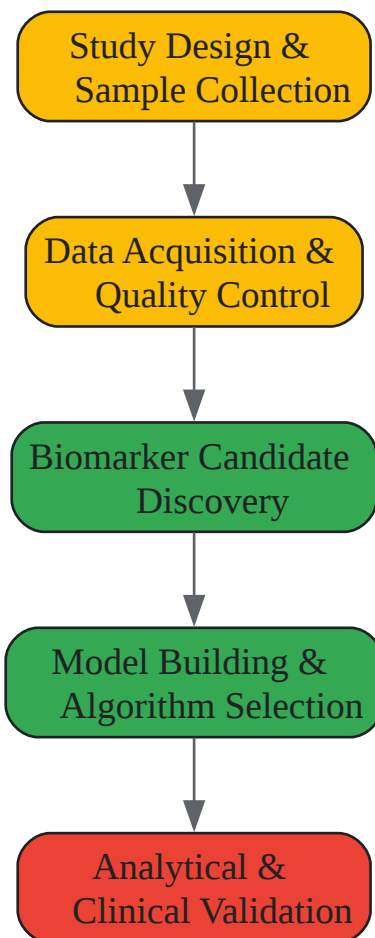 Study Design &
Sample Collection
Data Acquisition &
Quality Control
Biomarker Candidate
Discovery
Model Building &
Algorithm Selection
Analytical &
Clinical Validation